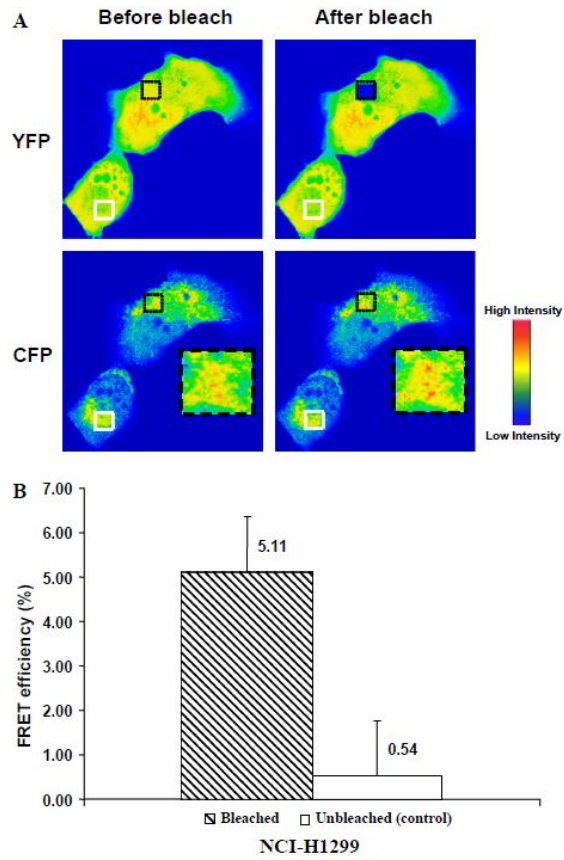 A
Before bleach After bleach
YFP
CFP
High Intensity
Low Intensity
B
7.00
6.00
5.00
4.00
3.00
2.00
1.00
0.00
FRET efficiency (%)
5.11
0.54
Bleached Unbleached (control)
NCI-H1299